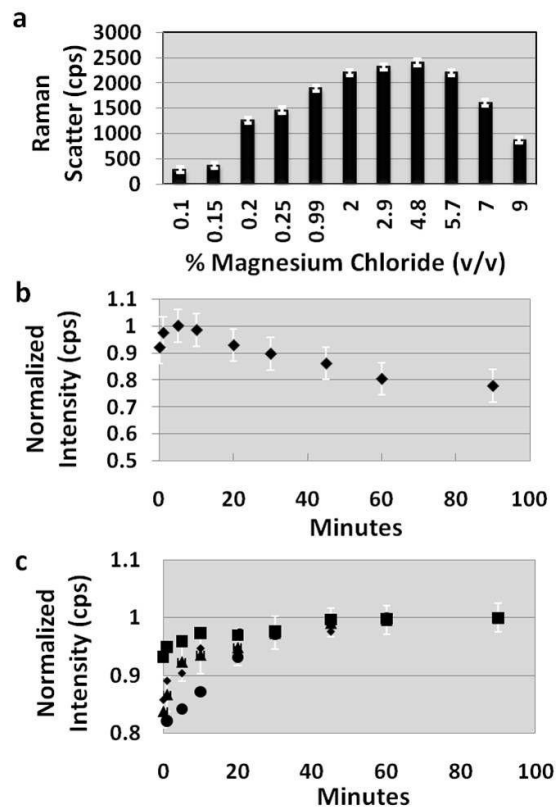 a
Raman
Scatter (cps)
3000
2500
2000
1500
1000
500
0
0.1
0.15
0.2
0.25
0.99
2
2.9
4.8
5.7
7
9
% Magnesium Chloride (v/v)
b
Normalized
Intensity (cps)
1.1
1
0.9
0.8
0.7
0.6
0.5
0 20 40 60 80 100
Minutes
c
Normalized
Intensity (cps)
1.1
1
0.9
0.8
0 20 40 60 80 100
Minutes